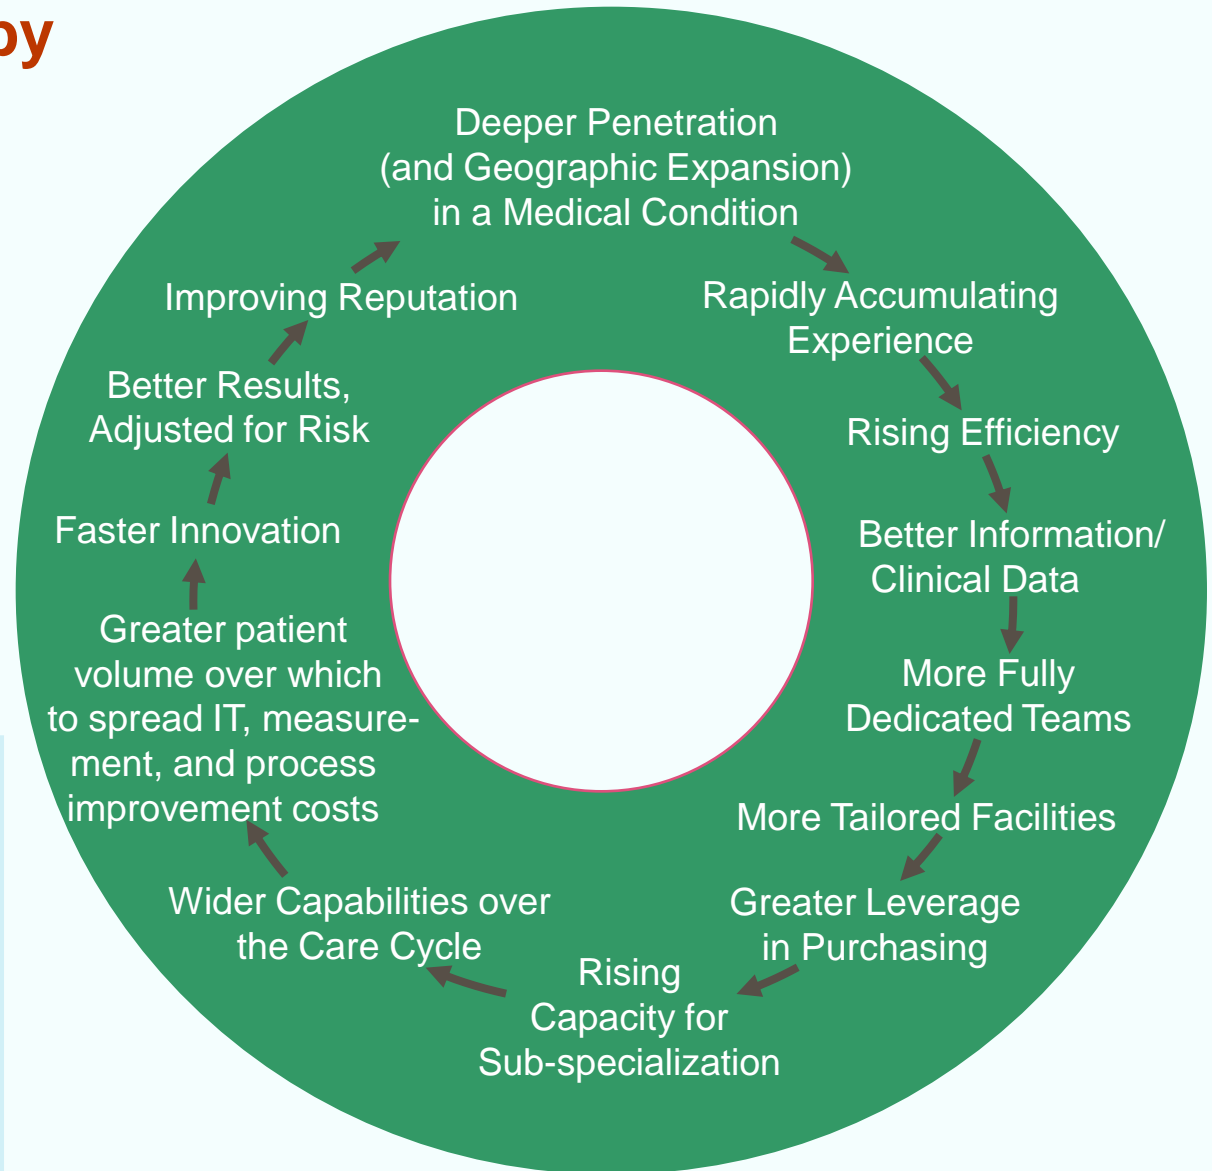 by
Deeper Penetration
(and Geographic Expansion)
in a Medical Condition
Rapidly Accumulating
Experience
Rising Efficiency
Better Information/
Clinical Data
More Fully
Dedicated Teams
More Tailored Facilities
Greater Leverage
in Purchasing
Rising
Capacity for
Sub-specialization
Wider Capabilities over
the Care Cycle
Greater patient
volume over which
to spread IT, measure-
ment, and process
improvement costs
Faster Innovation
Better Results,
Adjusted for Risk
Improving Reputation